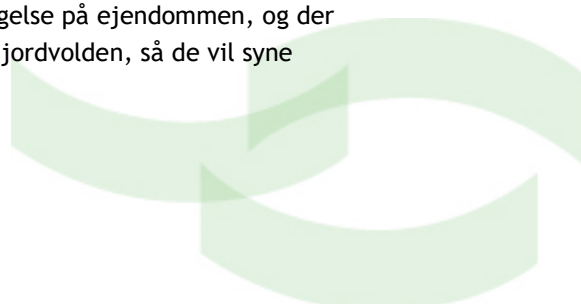 gelse på ejendommen, og der
jordvolden, så de vil syne